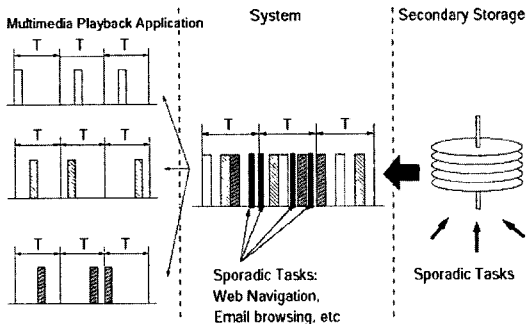 Multimedia Playback Application
System
Secondary Storage
T T T
T T T
T T T
T T T
Sporadic Tasks:
Web Navigation,
Email browsing, etc
Sporadic Tasks